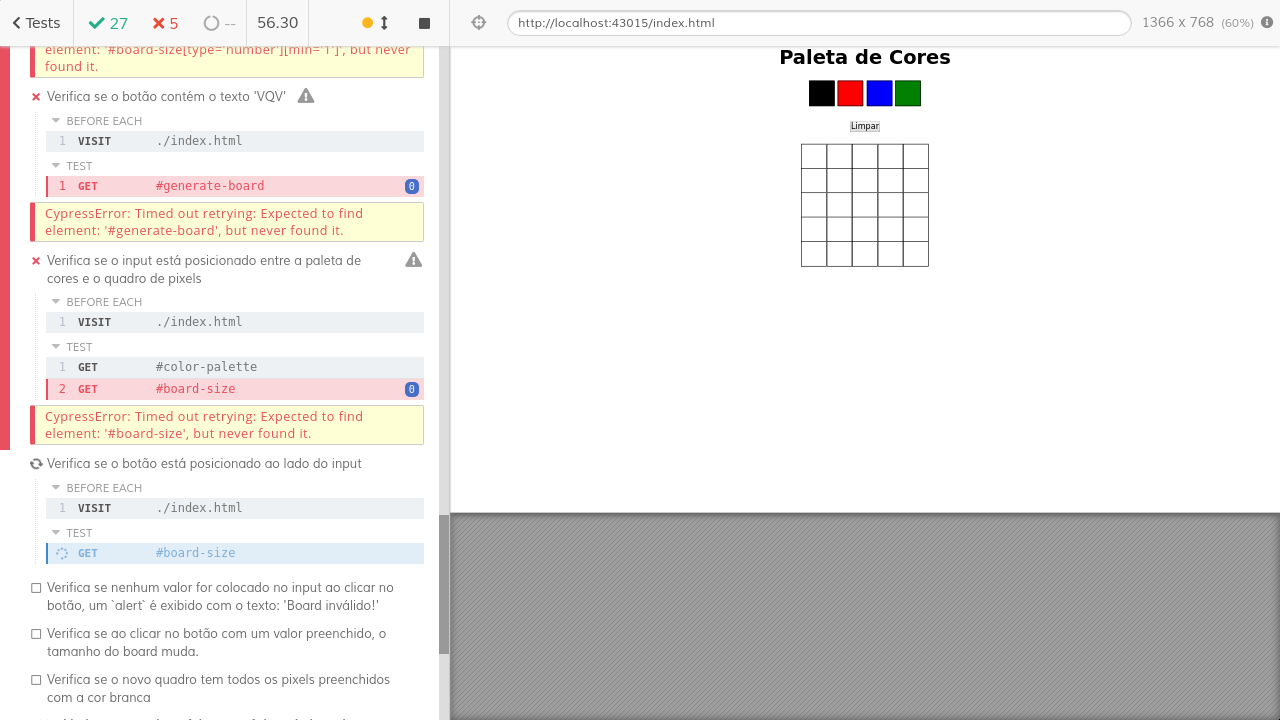 Tests 27 5 -- 56.30
http://localhost:43015/index.html 1366 x 768 (60%)
element: '#board-size[type='number'][min='1']', but never
found it.
Verifica se o botão contém o texto 'VQV'
BEFORE EACH
1 VISIT ./index.html
TEST
1 GET #generate-board 0
CypressError: Timed out retrying: Expected to find
element: '#generate-board', but never found it.
Verifica se o input está posicionado entre a paleta de
cores e o quadro de pixels
BEFORE EACH
1 VISIT ./index.html
TEST
1 GET #color-palette
2 GET #board-size 0
CypressError: Timed out retrying: Expected to find
element: '#board-size', but never found it.
Verifica se o botão está posicionado ao lado do input
BEFORE EACH
1 VISIT ./index.html
TEST
GET #board-size
Verifica se nenhum valor for colocado no input ao clicar no
botão, um `alert` é exibido com o texto: 'Board inválido!'
Verifica se ao clicar no botão com um valor preenchido, o
tamanho do board muda.
Verifica se o novo quadro tem todos os pixels preenchidos
com a cor branca
Paleta de Cores
Limpar